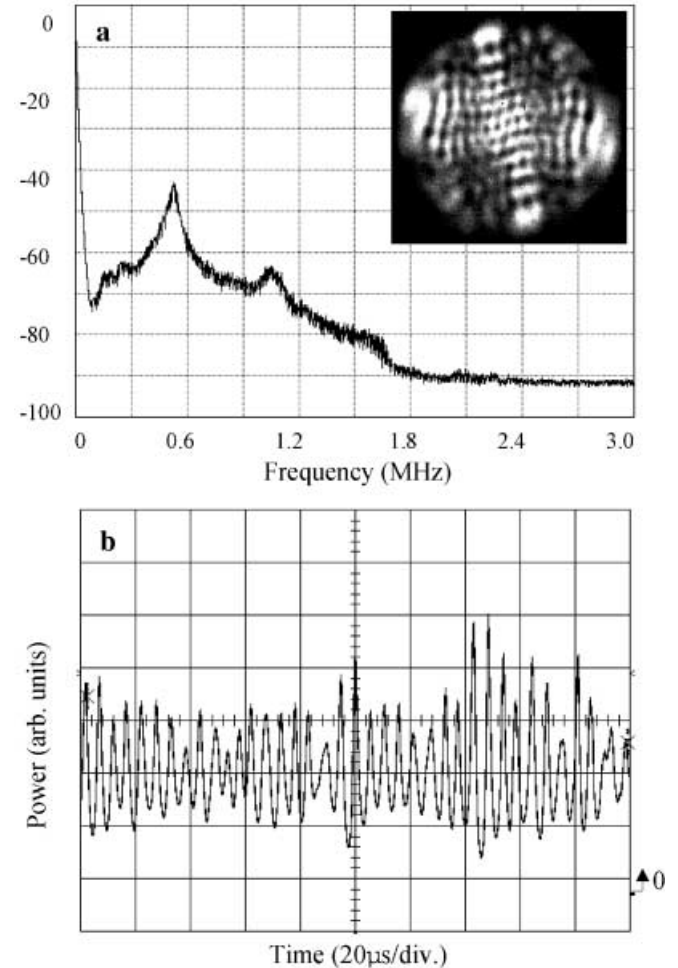 a
0
-20
-40
-60
-80
-100
0 0.6 1.2 1.8 2.4 3.0
Frequency (MHz)
b
Power (arb. units)
0
Time (20μs/div.)